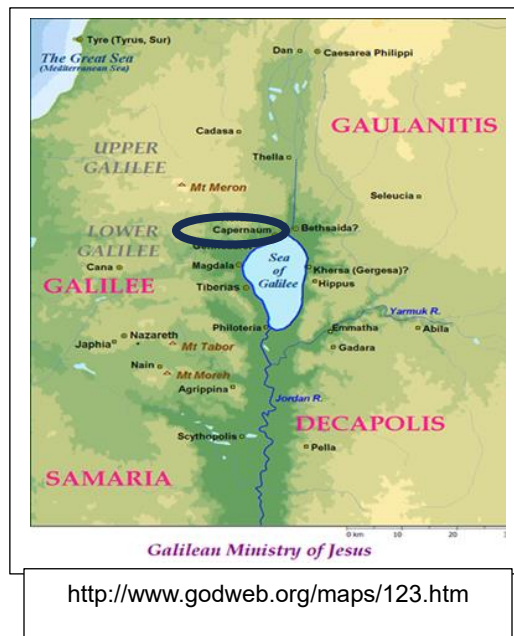 Tyre (Tyrus, Sur)
The Great Sea
(Mediterranean Sea)
Dan
Caesarea Philippi
Cadasa
GAULANITIS
UPPER
GALILEE
Thella
Mt Meron
Seleucia
LOWER
GALILEE
Capernaum
Bethsaida?
Cana
Magdala
Sea
of
Galilee
Khersa (Gergesa)?
GALILEE
Tiberias
Hippus
Yarmuk R.
Philoteria
Emmatha
Abila
Nazareth
Japhia
Mt Tabor
Gadara
Nain
Mt Moreh
Agrippina
Jordan R.
DECAPOLIS
Scythopolis
Pella
SAMARIA
0 km 10 20
Galilean Ministry of Jesus
http://www.godweb.org/maps/123.htm